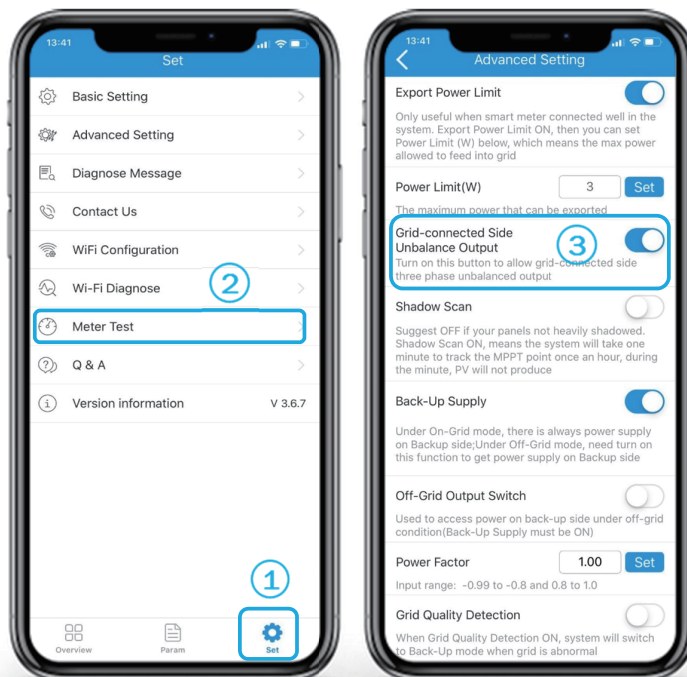 13:41
Set
Basic Setting
Advanced Setting
Diagnose Message
Contact Us
WiFi Configuration
Wi-Fi Diagnose
②
Meter Test
Q & A
Version information V 3.6.7
①
Overview Param Set
13:41
Advanced Setting
Export Power Limit
Only useful when smart meter connected well in the
system. Export Power Limit ON, then you can set
Power Limit (W) below, which means the max power
allowed to feed into grid
Power Limit(W) 3 Set
The maximum power that can be exported
Grid-connected Side
Unbalance Output
③
Turn on this button to allow grid-connected side
three phase unbalanced output
Shadow Scan
Suggest OFF if your panels not heavily shadowed.
Shadow Scan ON, means the system will take one
minute to track the MPPT point once an hour, during
the minute, PV will not produce
Back-Up Supply
Under On-Grid mode, there is always power supply
on Backup side;Under Off-Grid mode, need turn on
this function to get power supply on Backup side
Off-Grid Output Switch
Used to access power on back-up side under off-grid
condition(Back-Up Supply must be ON)
Power Factor 1.00 Set
Input range: -0.99 to -0.8 and 0.8 to 1.0
Grid Quality Detection
When Grid Quality Detection ON, system will switch
to Back-Up mode when grid is abnormal